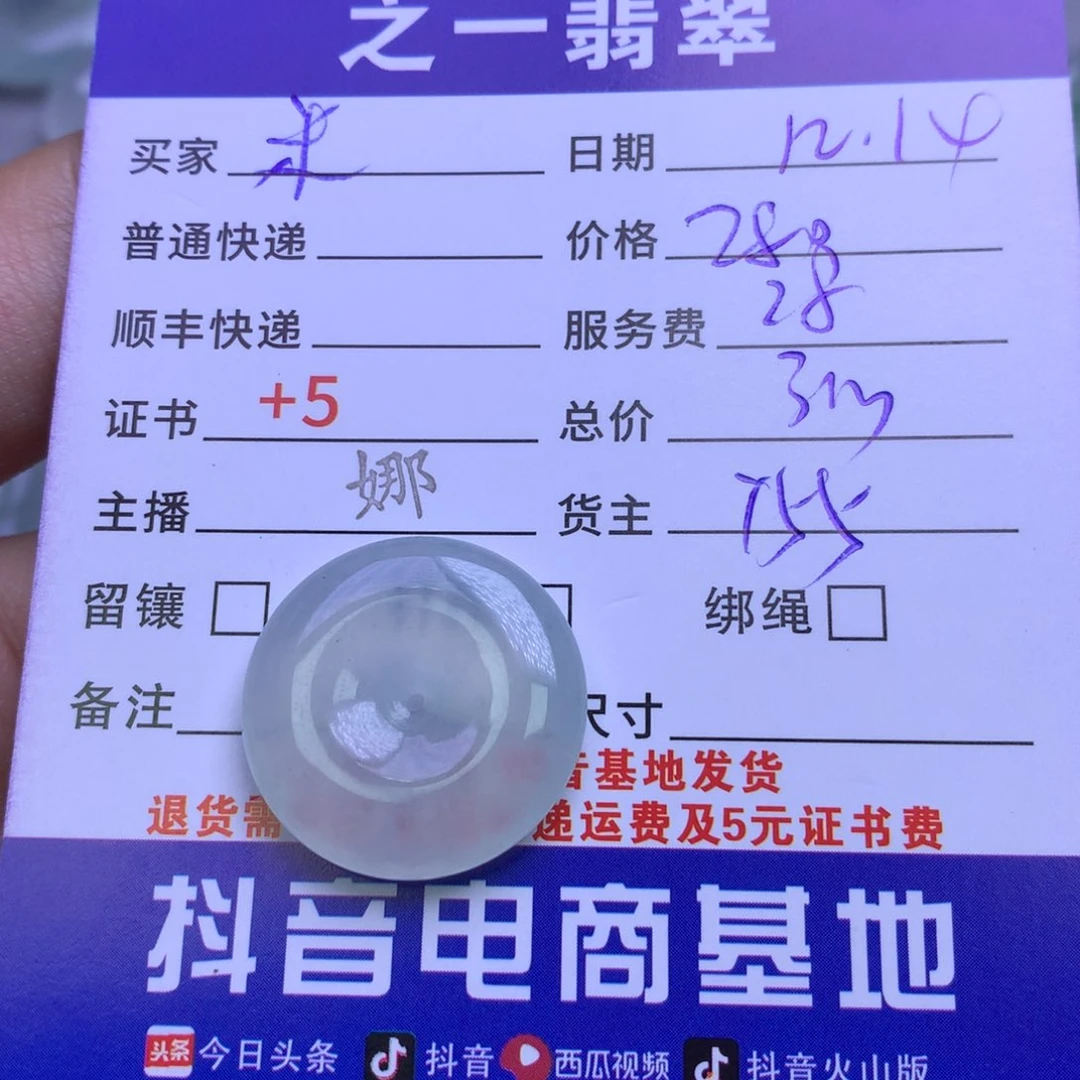 之一翡翠
买家 米 日期 12.14
普通快递 价格 288
顺丰快递 服务费 28
证书 +5 总价
主播 娜 货主 T55
留镶 绑绳
备注 尺寸
音基地发货
退货需 递运费及5元证书费
抖音电商基地
头条 今日头条 抖音 西瓜视频 抖音火山版